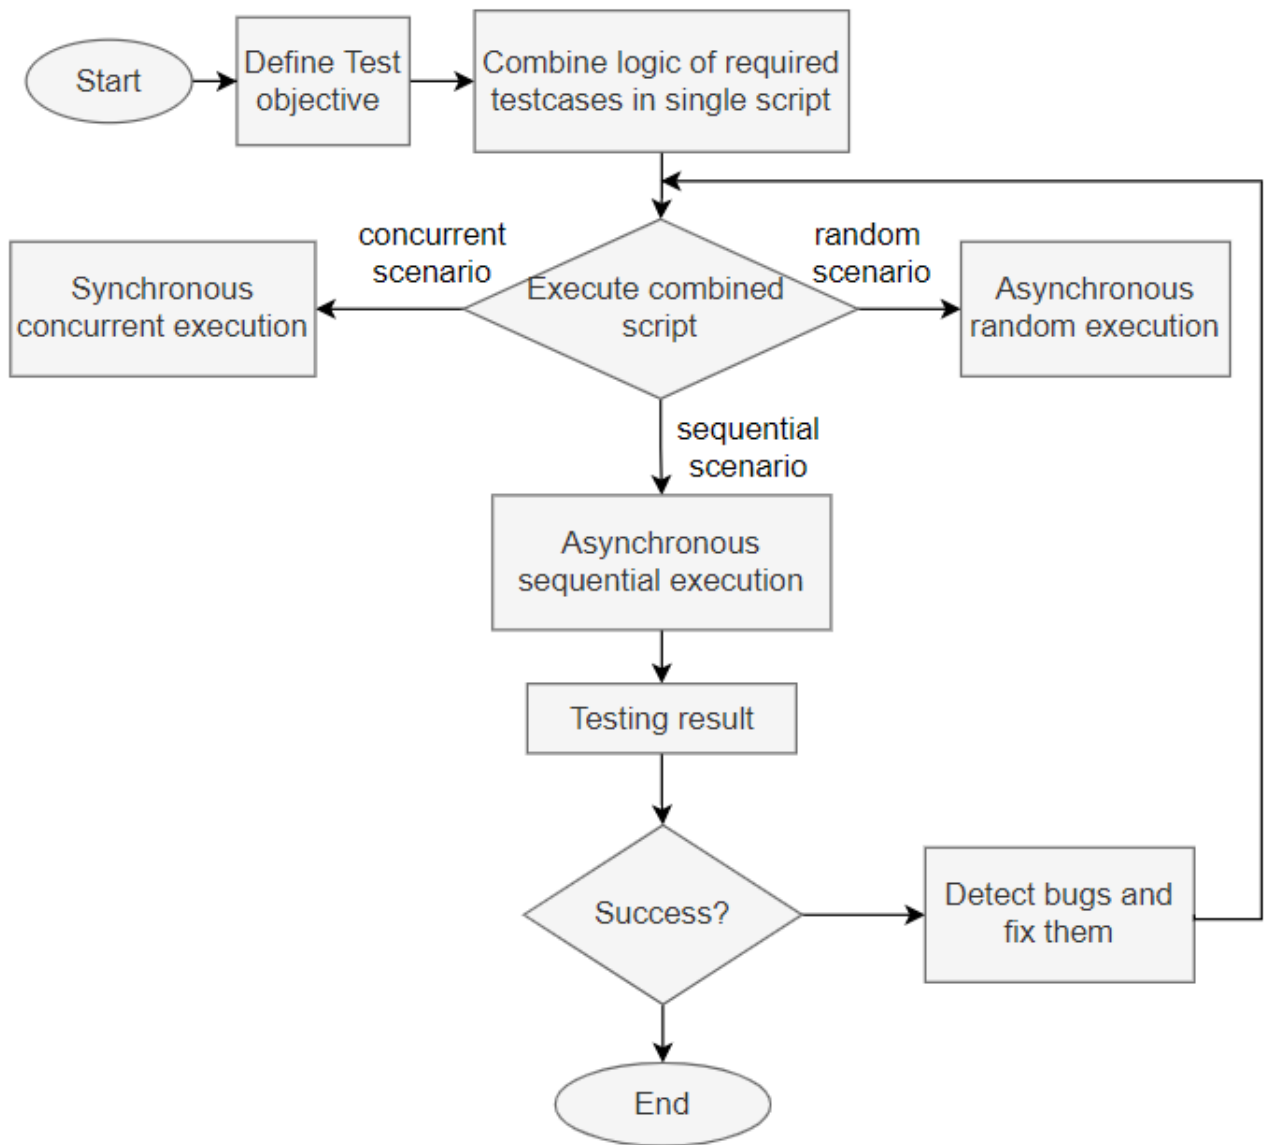 Start
Define Test
objective
Combine logic of required
testcases in single script
concurrent
scenario
random
scenario
Synchronous
concurrent execution
Execute combined
script
Asynchronous
random execution
sequential
scenario
Asynchronous
sequential execution
Testing result
Success?
Detect bugs and
fix them
End